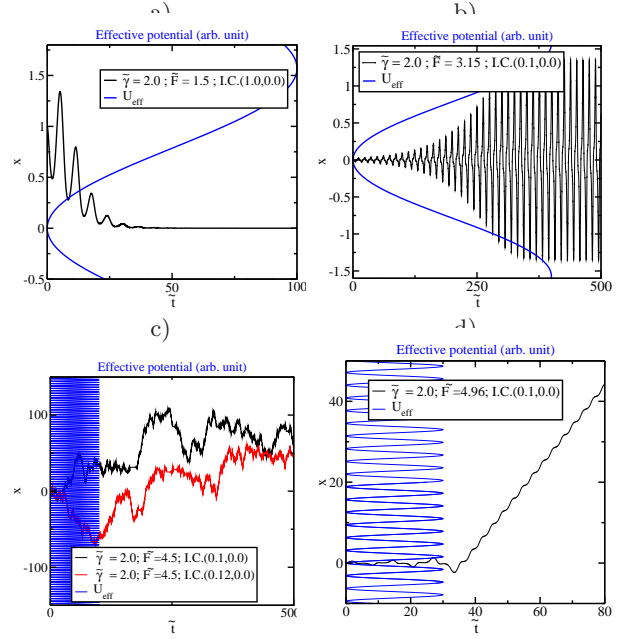 a)
b)
Effective potential (arb. unit)
Effective potential (arb. unit)
γ̃ = 2.0 ; F̃ = 1.5 ; I.C.(1.0,0.0)
U_eff
1.5
1
0.5
0
-0.5
x
0
50
100
t̃
γ̃ = 2.0 ; F̃ = 3.15 ; I.C.(0.1,0.0)
U_eff
1.5
1
0.5
0
-0.5
-1
-1.5
x
0
250
500
t̃
c)
d)
Effective potential (arb. unit)
Effective potential (arb. unit)
100
0
-100
x
γ̃ = 2.0; F̃=4.5; I.C.(0.1,0.0)
γ̃ = 2.0; F̃=4.5; I.C.(0.12,0.0)
U_eff
0
250
500
t̃
γ̃ = 2.0; F̃=4.96; I.C.(0.1,0.0)
U_eff
40
20
0
x
0
20
40
60
80
t̃